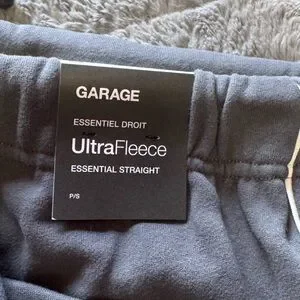 GARAGE
ESSENTIEL DROIT
UltraFleece
ESSENTIAL STRAIGHT
P/S